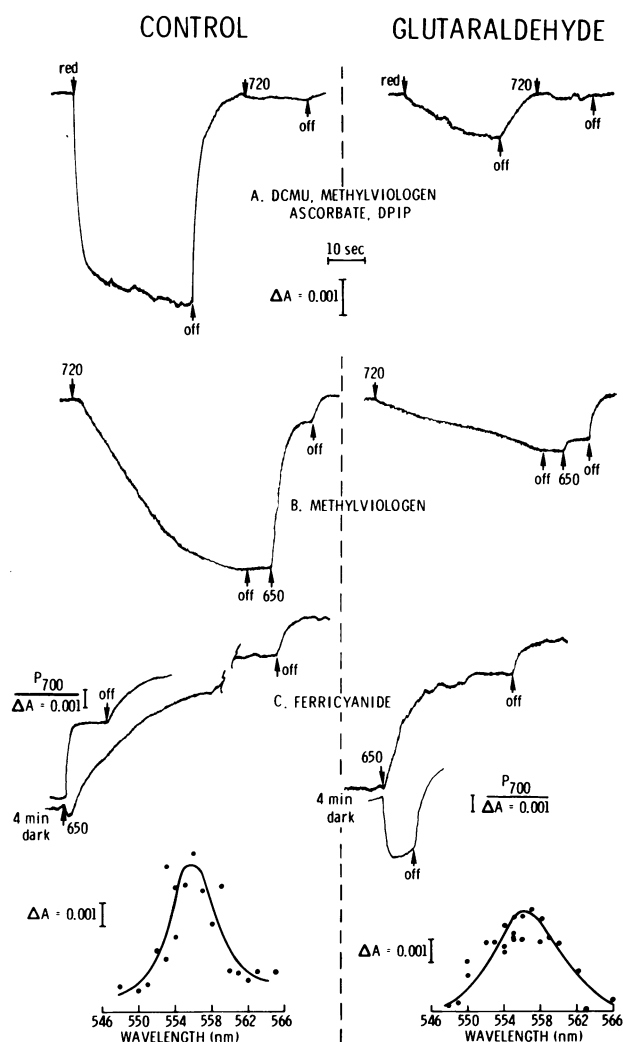 CONTROL
GLUTARALDEHYDE
red
720
off
off
red
720
off
off
A. DCMU, METHYLVIOLOGEN
ASCORBATE, DPIP
10 sec
ΔA = 0.001
720
off
650
off
720
off
650
off
B. METHYLVIOLOGEN
P700
ΔA = 0.001
off
off
4 min
dark
650
C. FERRICYANIDE
650
off
4 min
dark
off
P700
ΔA = 0.001
ΔA = 0.001
ΔA = 0.001
546 550 554 558 562 566
WAVELENGTH (nm)
546 550 554 558 562 566
WAVELENGTH (nm)